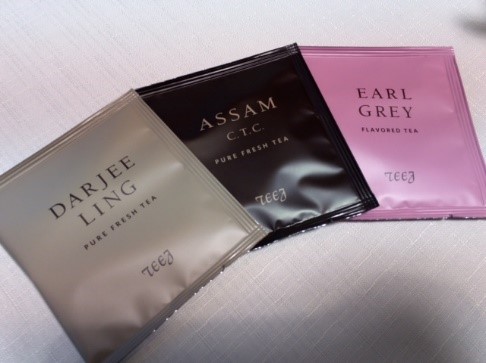 DARJEE
LING
PURE FRESH TEA
TEEJ
ASSAM
C.T.C.
PURE FRESH TEA
TEEJ
EARL
GREY
FLAVORED TEA
TEEJ